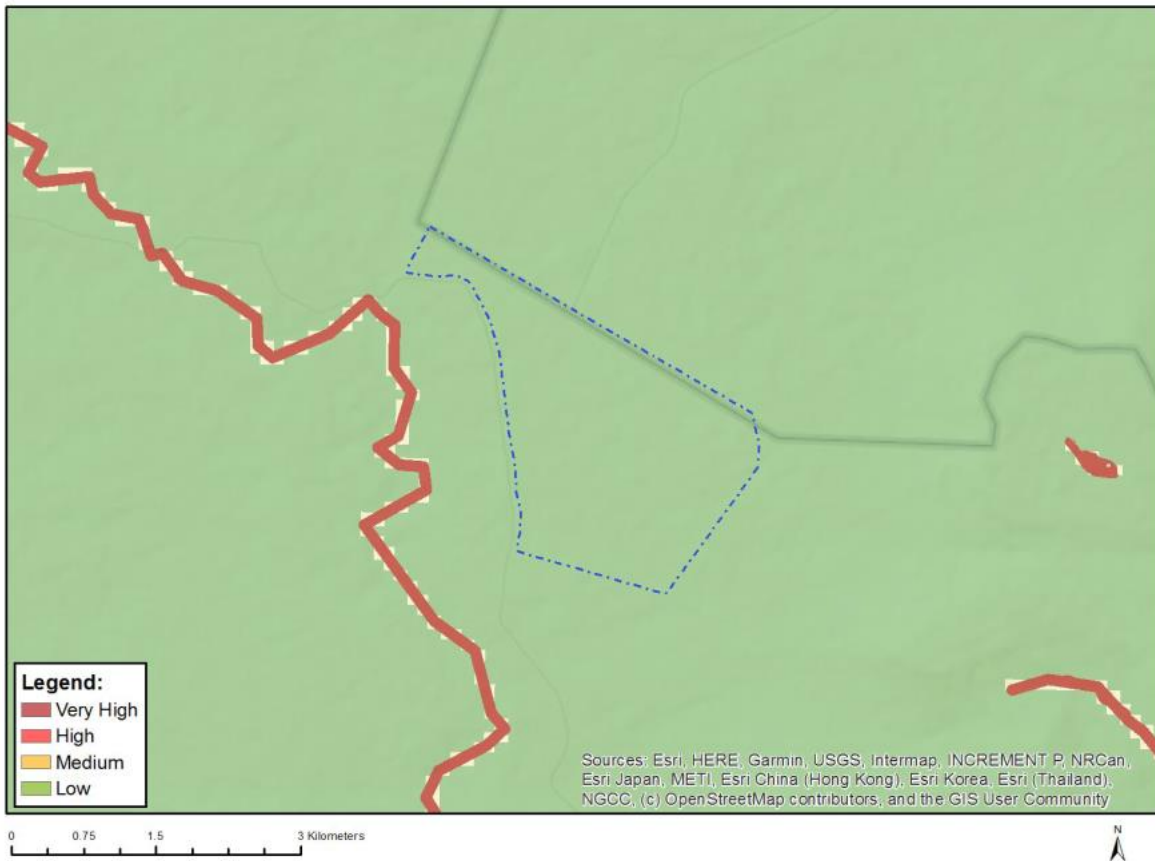 Legend:
Very High
High
Medium
Low
Sources: Esri, HERE, Garmin, USGS, Intermap, INCREMENT P, NRCan,
Esri Japan, METI, Esri China (Hong Kong), Esri Korea, Esri (Thailand),
NGCC, (c) OpenStreetMap contributors, and the GIS User Community
0 0.75 1.5 3 Kilometers
N